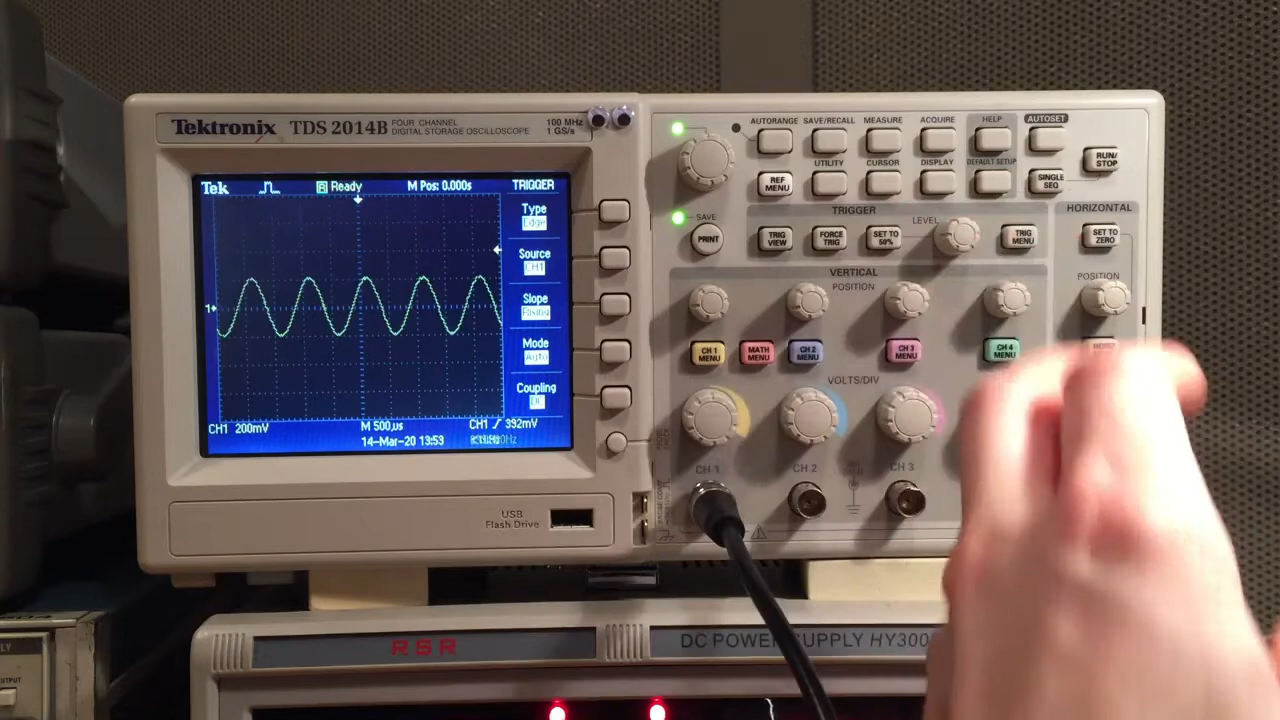 Tektronix TDS 2014B FOUR CHANNEL DIGITAL STORAGE OSCILLOSCOPE
100 MHz
1 GS/s
Tek R Ready M Pos: 0.000s TRIGGER
Type
Edge
Source
CH1
Slope
Rising
Mode
Auto
Coupling
DC
1
CH1 200mV M 500µs CH1 392mV
14-Mar-20 13:53
USB
Flash Drive
AUTORANGE SAVE/RECALL MEASURE ACQUIRE HELP AUTOSET
REF MENU
UTILITY CURSOR DISPLAY DEFAULT SETUP
RUN/STOP
SINGLE SEQ
SAVE
PRINT
TRIGGER
LEVEL
TRIG VIEW
FORCE TRIG
SET TO 50%
TRIG MENU
HORIZONTAL
SET TO ZERO
POSITION
VERTICAL
POSITION
CH 1 MENU
MATH MENU
CH 2 MENU
CH 3 MENU
CH 4 MENU
VOLTS/DIV
CH 1 CH 2 CH 3
RSR DC POWER SUPPLY HY300